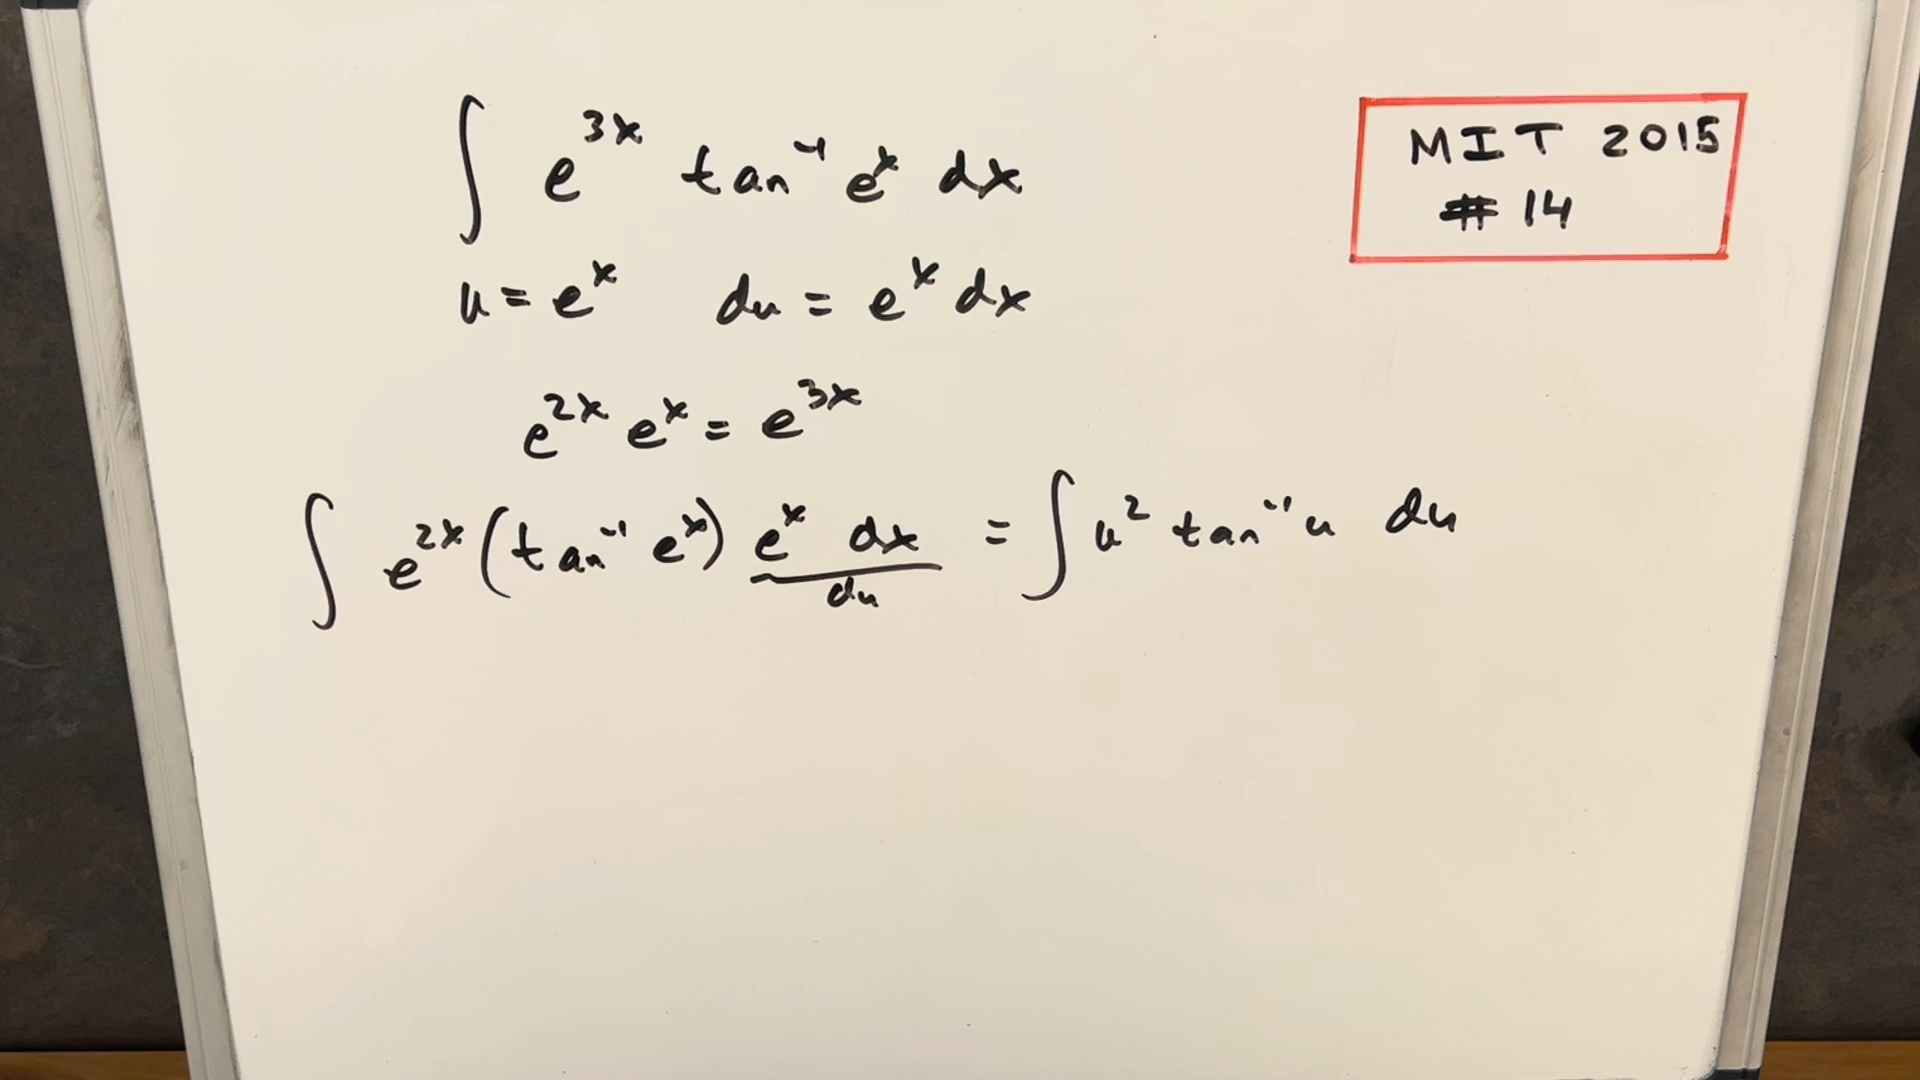 ∫ e^{3x} tan^{-1} e^x dx
MIT 2015
# 14
u = e^x   du = e^x dx
e^{2x} e^x = e^{3x}
∫ e^{2x} (tan^{-1} e^x) e^x dx = ∫ u^2 tan^{-1} u du
du